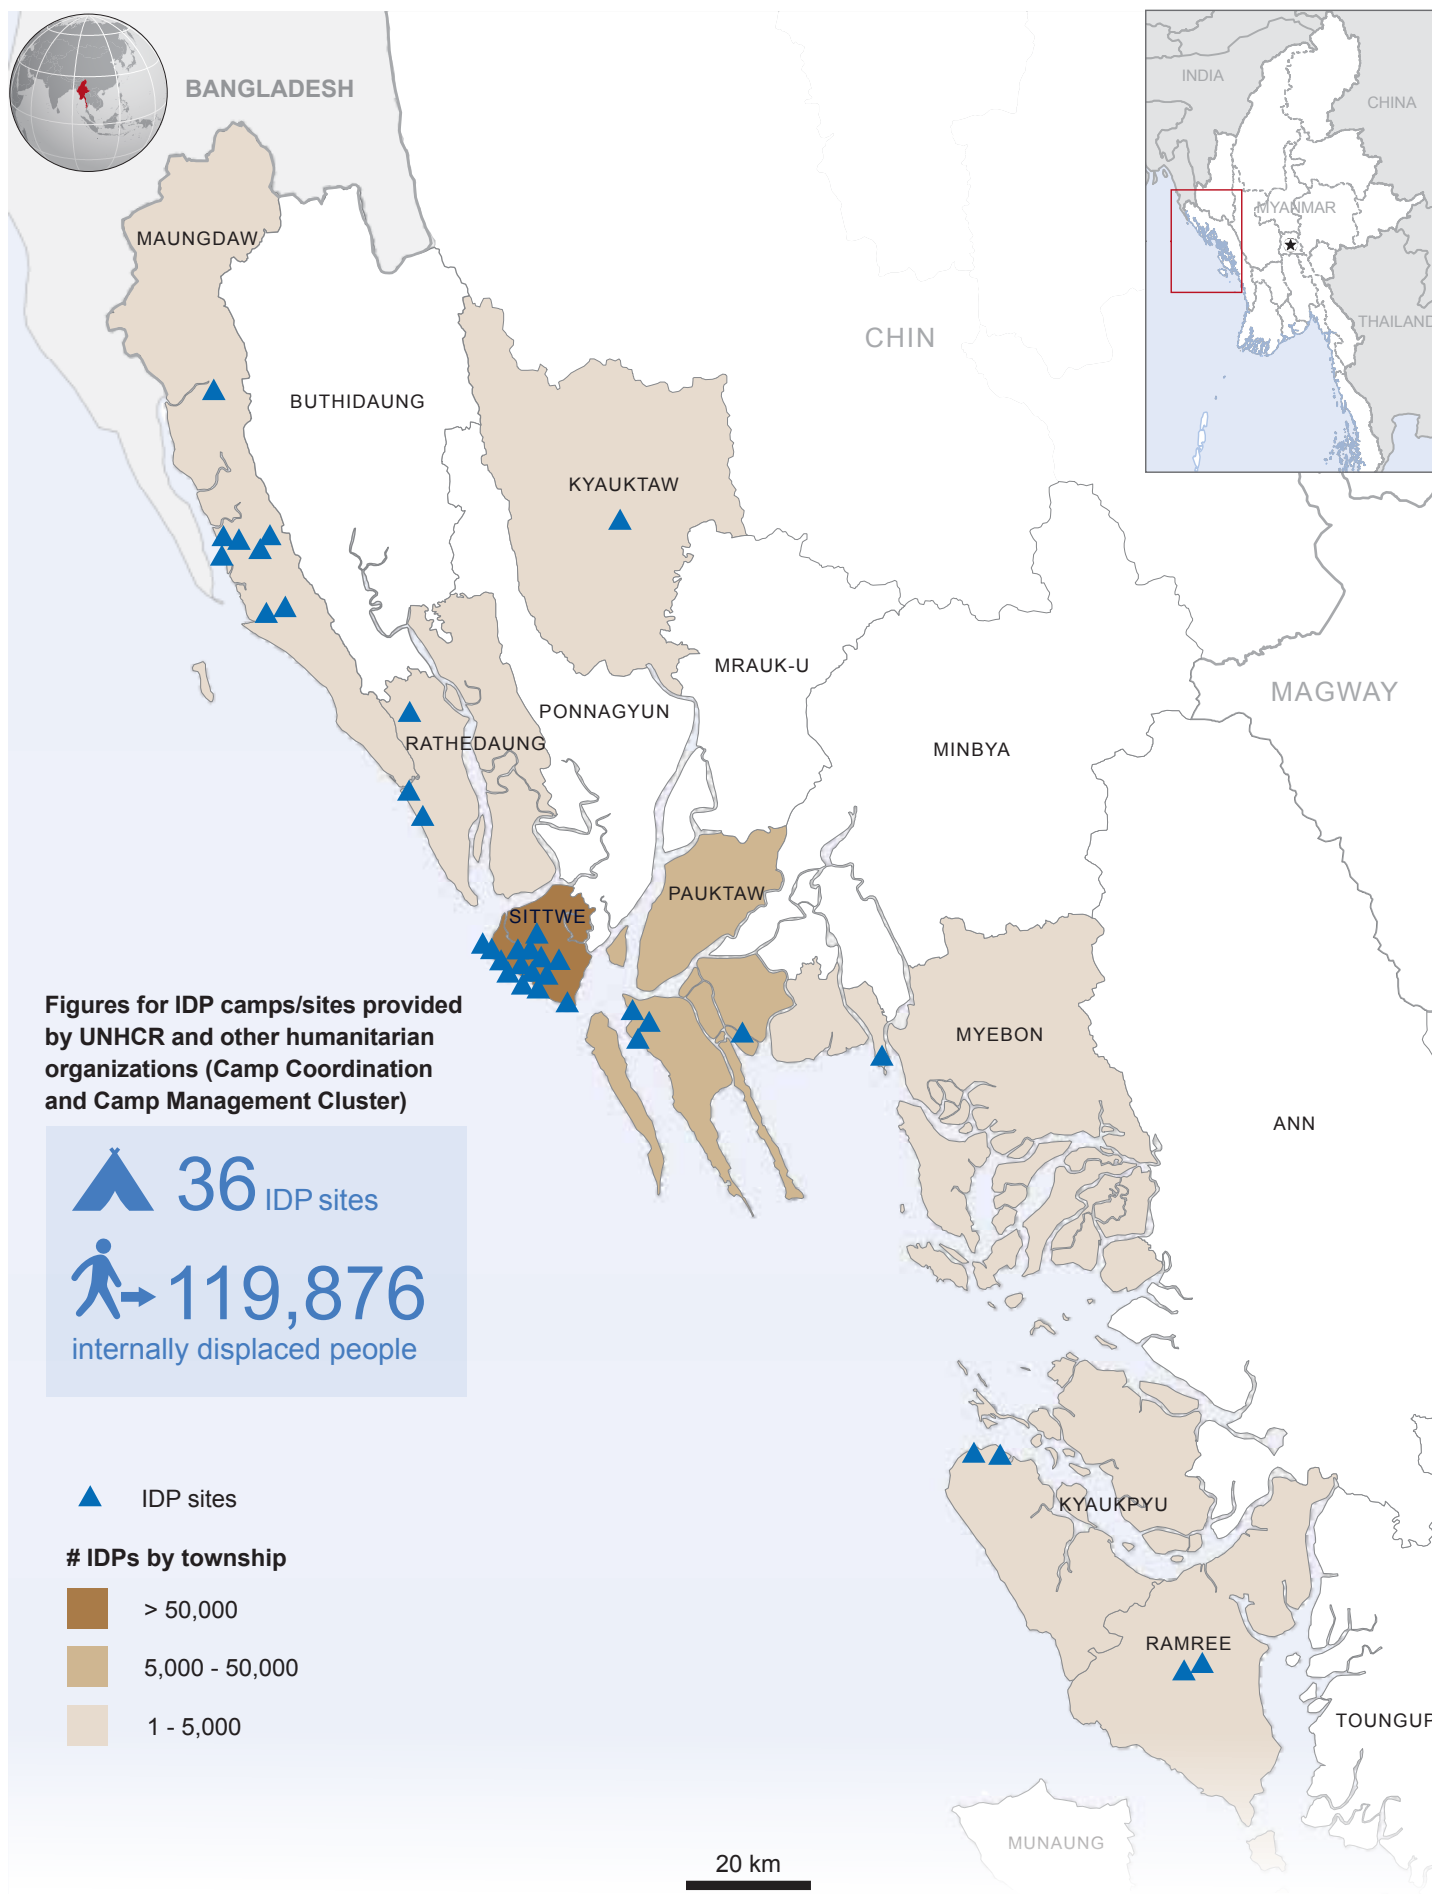 BANGLADESH
INDIA
CHINA
MYANMAR
THAILAND
MAUNGDAW
CHIN
BUTHIDAUNG
KYAUKTAW
MRAUK-U
MAGWAY
PONNAGYUN
RATHEDAUNG
MINBYA
PAUKTAW
SITTWE
Figures for IDP camps/sites provided
by UNHCR and other humanitarian
organizations (Camp Coordination
and Camp Management Cluster)
MYEBON
ANN
36 IDP sites
119,876
internally displaced people
IDP sites
KYAUKPYU
# IDPs by township
> 50,000
RAMREE
5,000 - 50,000
1 - 5,000
TOUNGUP
MUNAUNG
20 km